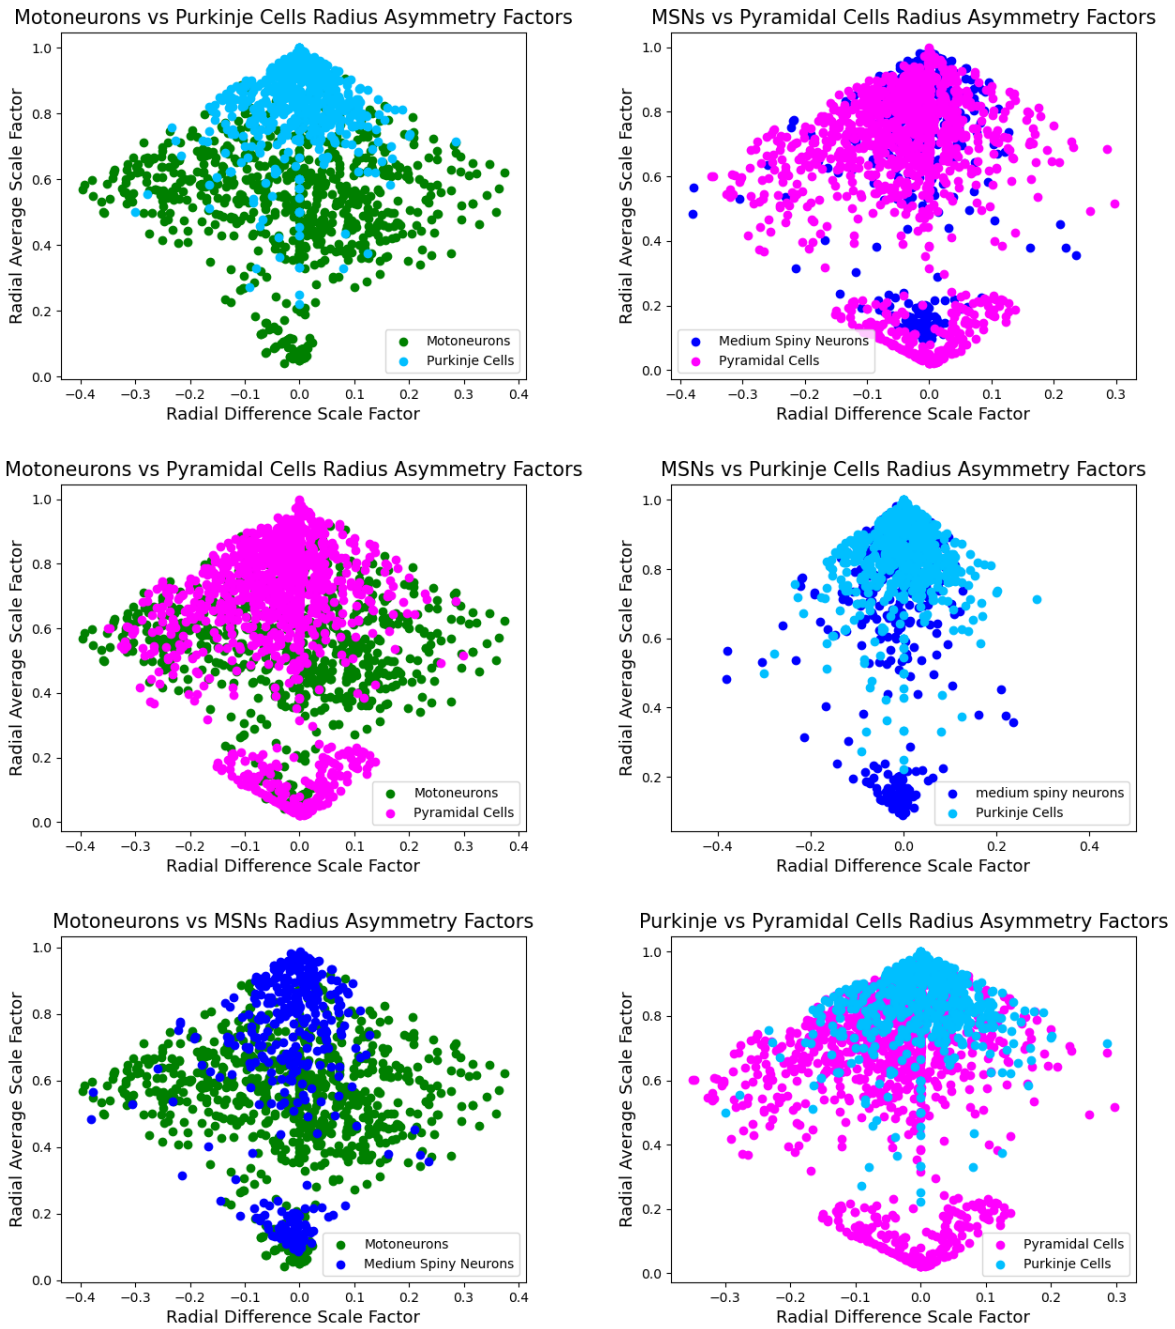 Motoneurons vs Purkinje Cells Radius Asymmetry Factors
Radial Average Scale Factor
1.0
0.8
0.6
0.4
0.2
0.0
Motoneurons
Purkinje Cells
−0.4 −0.3 −0.2 −0.1 0.0 0.1 0.2 0.3 0.4
Radial Difference Scale Factor
MSNs vs Pyramidal Cells Radius Asymmetry Factors
Radial Average Scale Factor
1.0
0.8
0.6
0.4
0.2
0.0
Medium Spiny Neurons
Pyramidal Cells
−0.4 −0.3 −0.2 −0.1 0.0 0.1 0.2 0.3
Radial Difference Scale Factor
Motoneurons vs Pyramidal Cells Radius Asymmetry Factors
Radial Average Scale Factor
1.0
0.8
0.6
0.4
0.2
0.0
Motoneurons
Pyramidal Cells
−0.4 −0.3 −0.2 −0.1 0.0 0.1 0.2 0.3 0.4
Radial Difference Scale Factor
MSNs vs Purkinje Cells Radius Asymmetry Factors
Radial Average Scale Factor
1.0
0.8
0.6
0.4
0.2
medium spiny neurons
Purkinje Cells
−0.4 −0.2 0.0 0.2 0.4
Radial Difference Scale Factor
Motoneurons vs MSNs Radius Asymmetry Factors
Radial Average Scale Factor
1.0
0.8
0.6
0.4
0.2
0.0
Motoneurons
Medium Spiny Neurons
−0.4 −0.3 −0.2 −0.1 0.0 0.1 0.2 0.3 0.4
Radial Difference Scale Factor
Purkinje vs Pyramidal Cells Radius Asymmetry Factors
Radial Average Scale Factor
1.0
0.8
0.6
0.4
0.2
0.0
Pyramidal Cells
Purkinje Cells
−0.3 −0.2 −0.1 0.0 0.1 0.2 0.3
Radial Difference Scale Factor